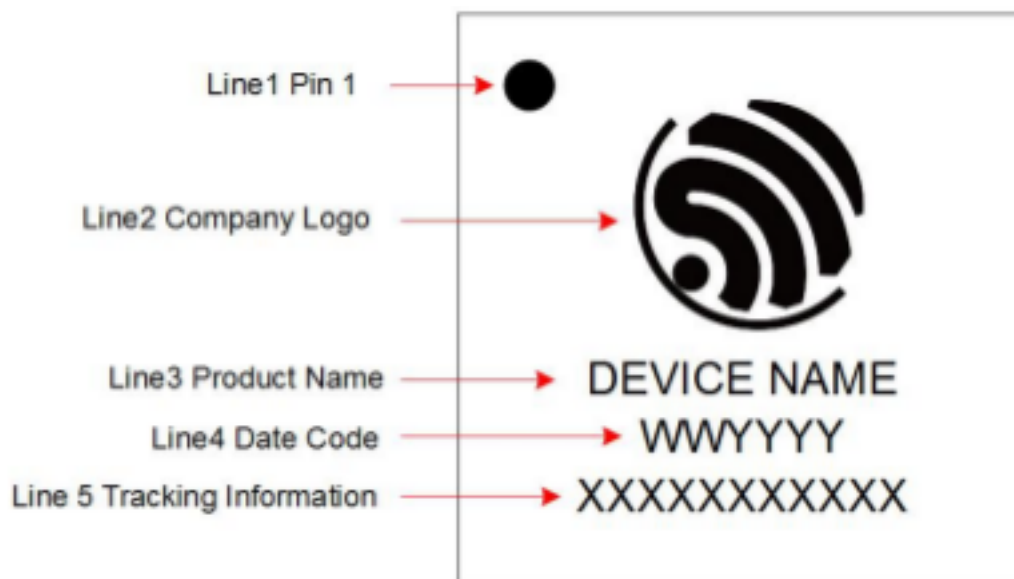 Line1 Pin 1
Line2 Company Logo
Line3 Product Name
DEVICE NAME
Line4 Date Code
WWYYYY
Line 5 Tracking Information
XXXXXXXXXXX